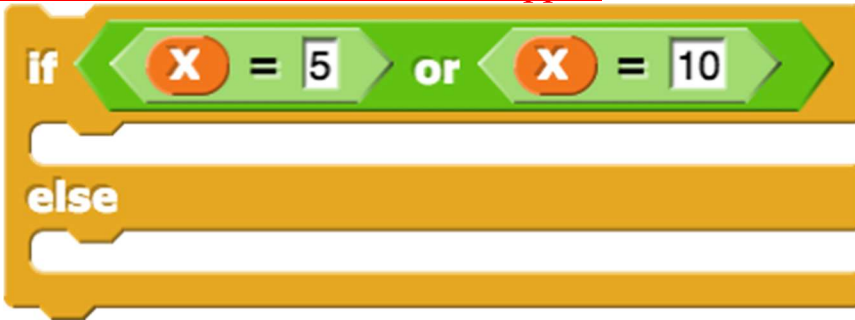 if X = 5 or X = 10
else